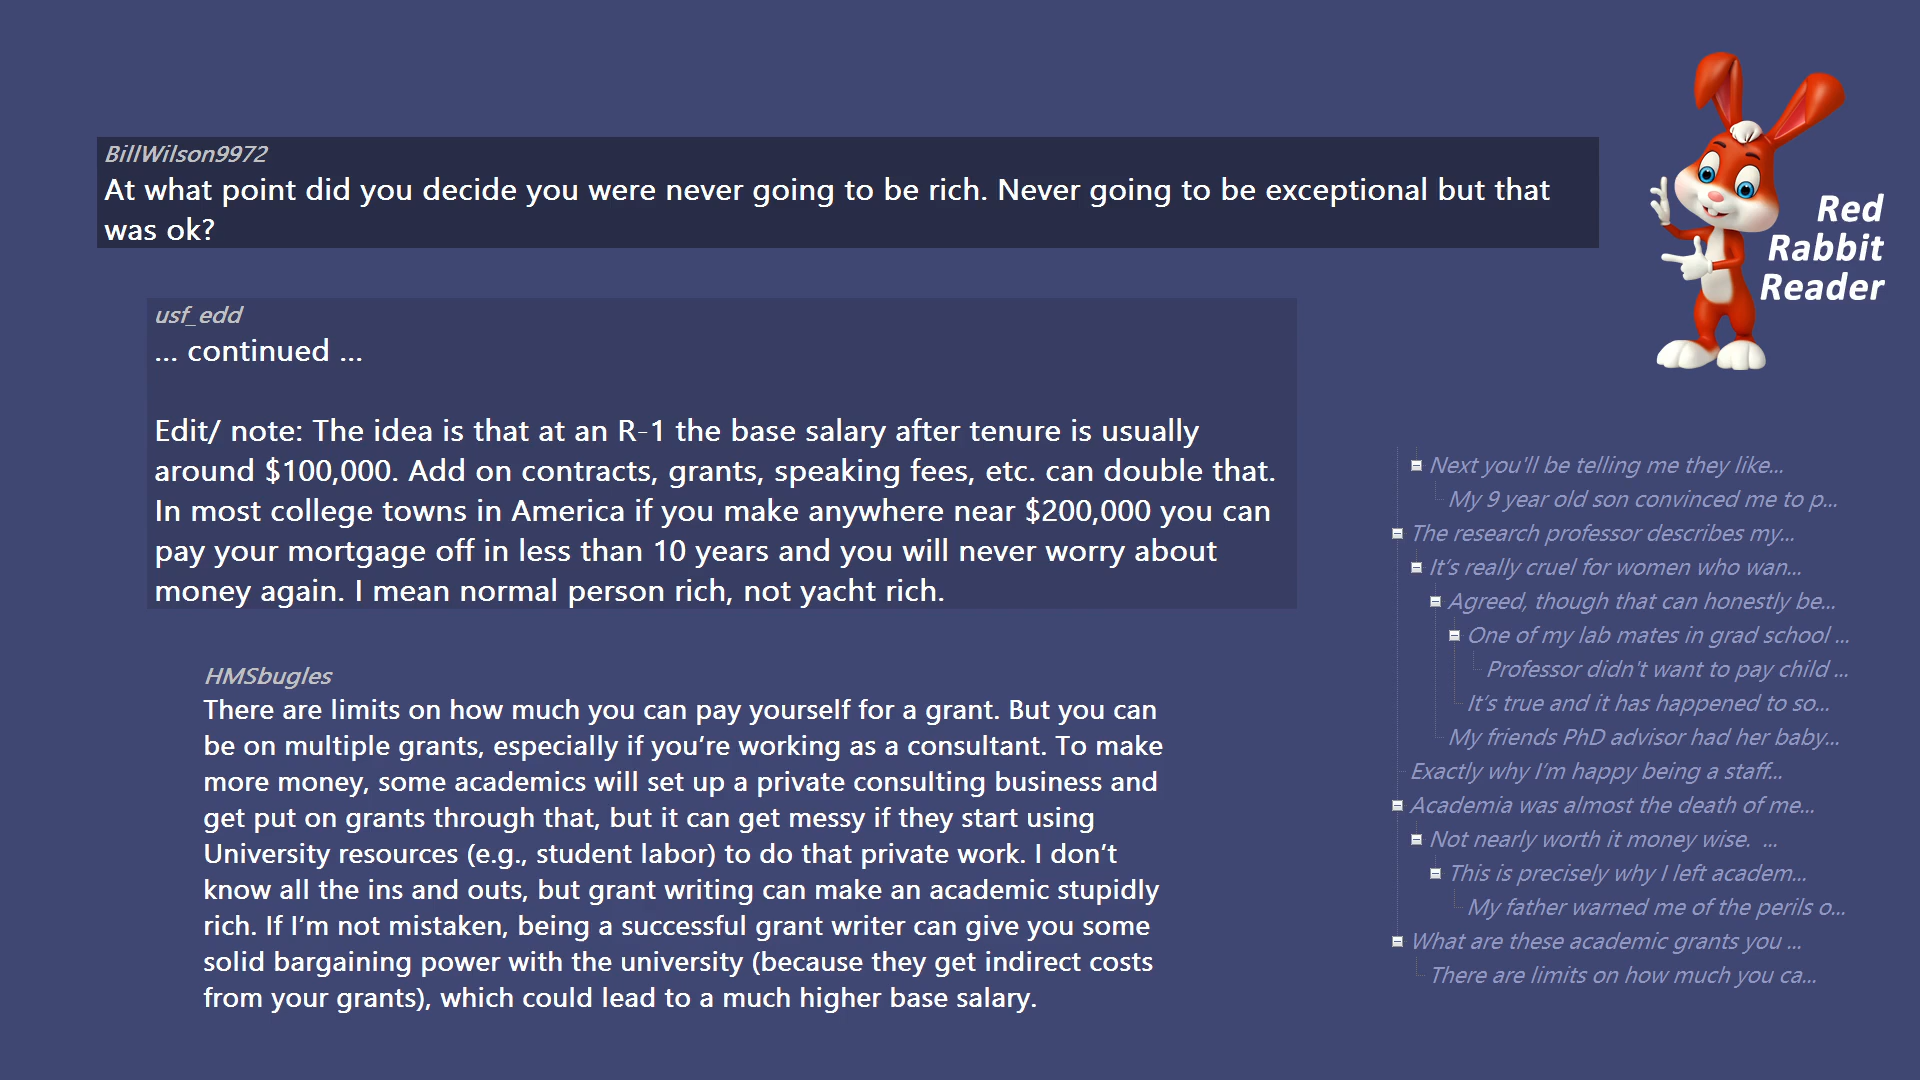 BillWilson9972
At what point did you decide you were never going to be rich. Never going to be exceptional but that
was ok?
usf_edd
... continued ...
Edit/ note: The idea is that at an R-1 the base salary after tenure is usually
around $100,000. Add on contracts, grants, speaking fees, etc. can double that.
In most college towns in America if you make anywhere near $200,000 you can
pay your mortgage off in less than 10 years and you will never worry about
money again. I mean normal person rich, not yacht rich.
HMSbugles
There are limits on how much you can pay yourself for a grant. But you can
be on multiple grants, especially if you’re working as a consultant. To make
more money, some academics will set up a private consulting business and
get put on grants through that, but it can get messy if they start using
University resources (e.g., student labor) to do that private work. I don’t
know all the ins and outs, but grant writing can make an academic stupidly
rich. If I’m not mistaken, being a successful grant writer can give you some
solid bargaining power with the university (because they get indirect costs
from your grants), which could lead to a much higher base salary.
Red
Rabbit
Reader
Next you'll be telling me they like...
My 9 year old son convinced me to p...
The research professor describes my...
It’s really cruel for women who wan...
Agreed, though that can honestly be...
One of my lab mates in grad school ...
Professor didn't want to pay child ...
It’s true and it has happened to so...
My friends PhD advisor had her baby...
Exactly why I’m happy being a staff...
Academia was almost the death of me...
Not nearly worth it money wise. ...
This is precisely why I left academ...
My father warned me of the perils o...
What are these academic grants you ...
There are limits on how much you ca...